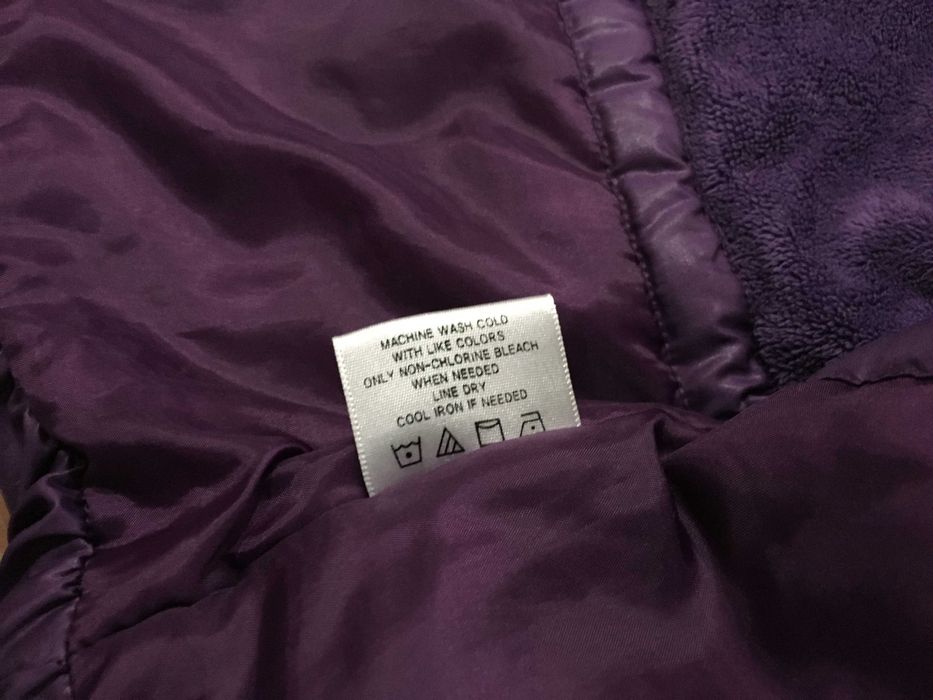 MACHINE WASH COLD
WITH LIKE COLORS
ONLY NON-CHLORINE BLEACH
WHEN NEEDED
LINE DRY
COOL IRON IF NEEDED